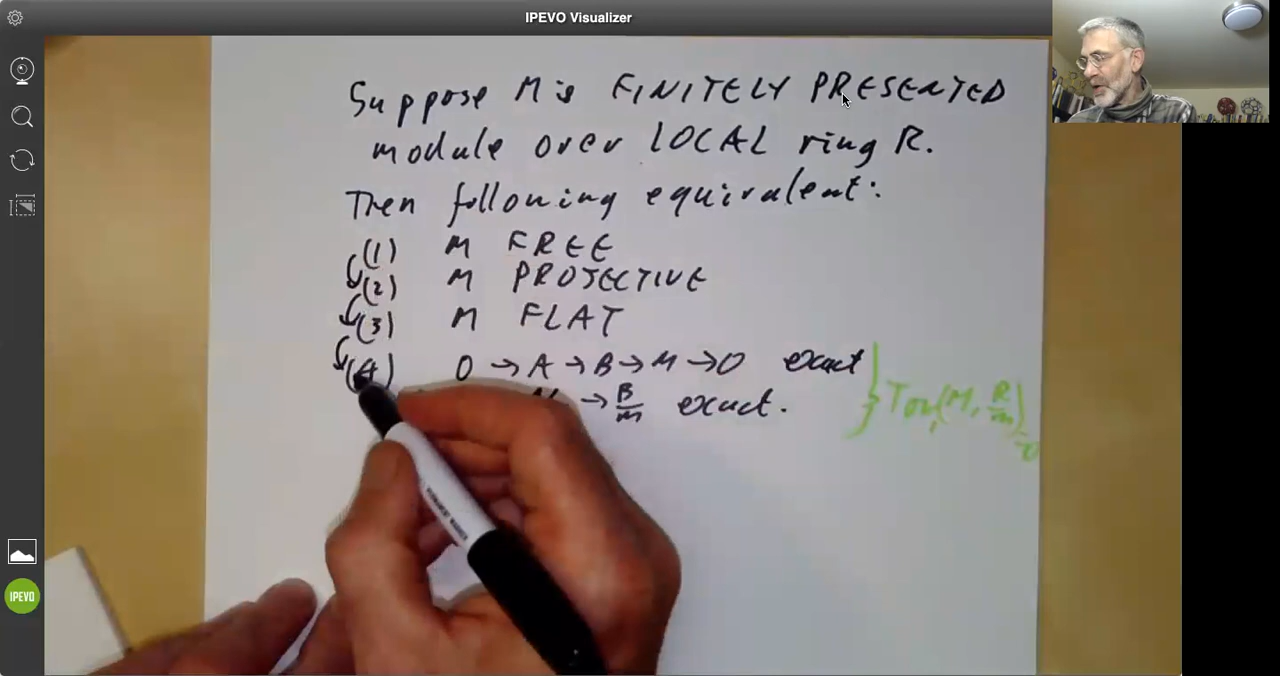 IPEVO Visualizer
Suppose M is FINITELY PRESENTED
module over LOCAL ring R.
Then following equivalent:
(1) M FREE
(2) M PROJECTIVE
(3) M FLAT
(4) 0 → A → B → M → 0 exact
→ B/m exact.
Tor₁(M, R/m) = 0
IPEVO